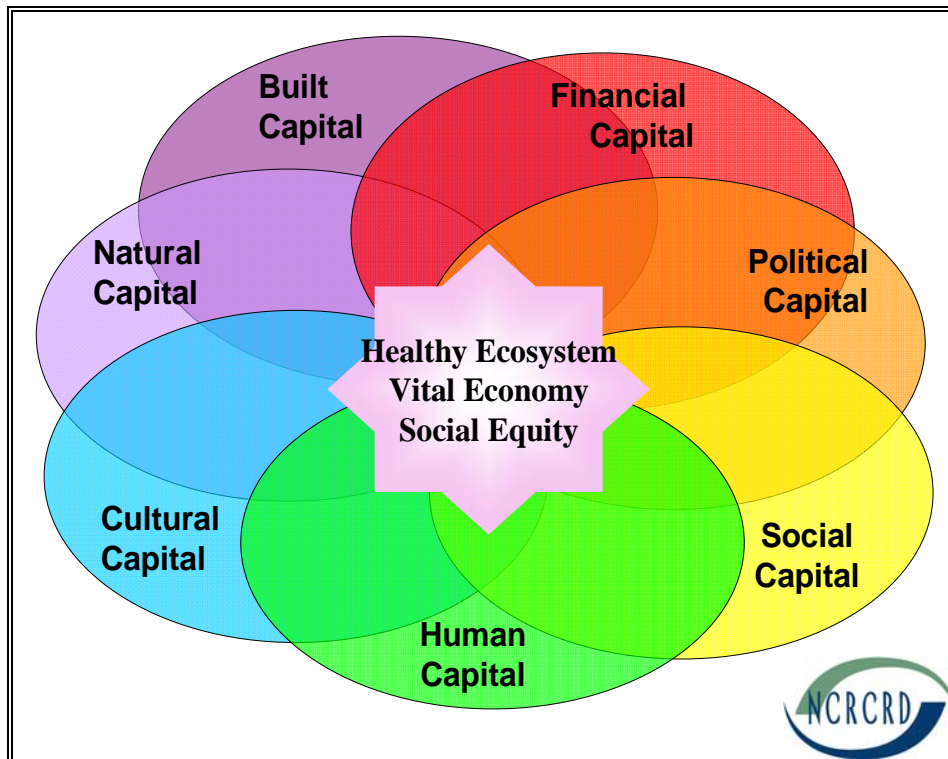 Built
Capital
Financial
Capital
Natural
Capital
Political
Capital
Healthy Ecosystem
Vital Economy
Social Equity
Cultural
Capital
Social
Capital
Human
Capital
NCRCRD